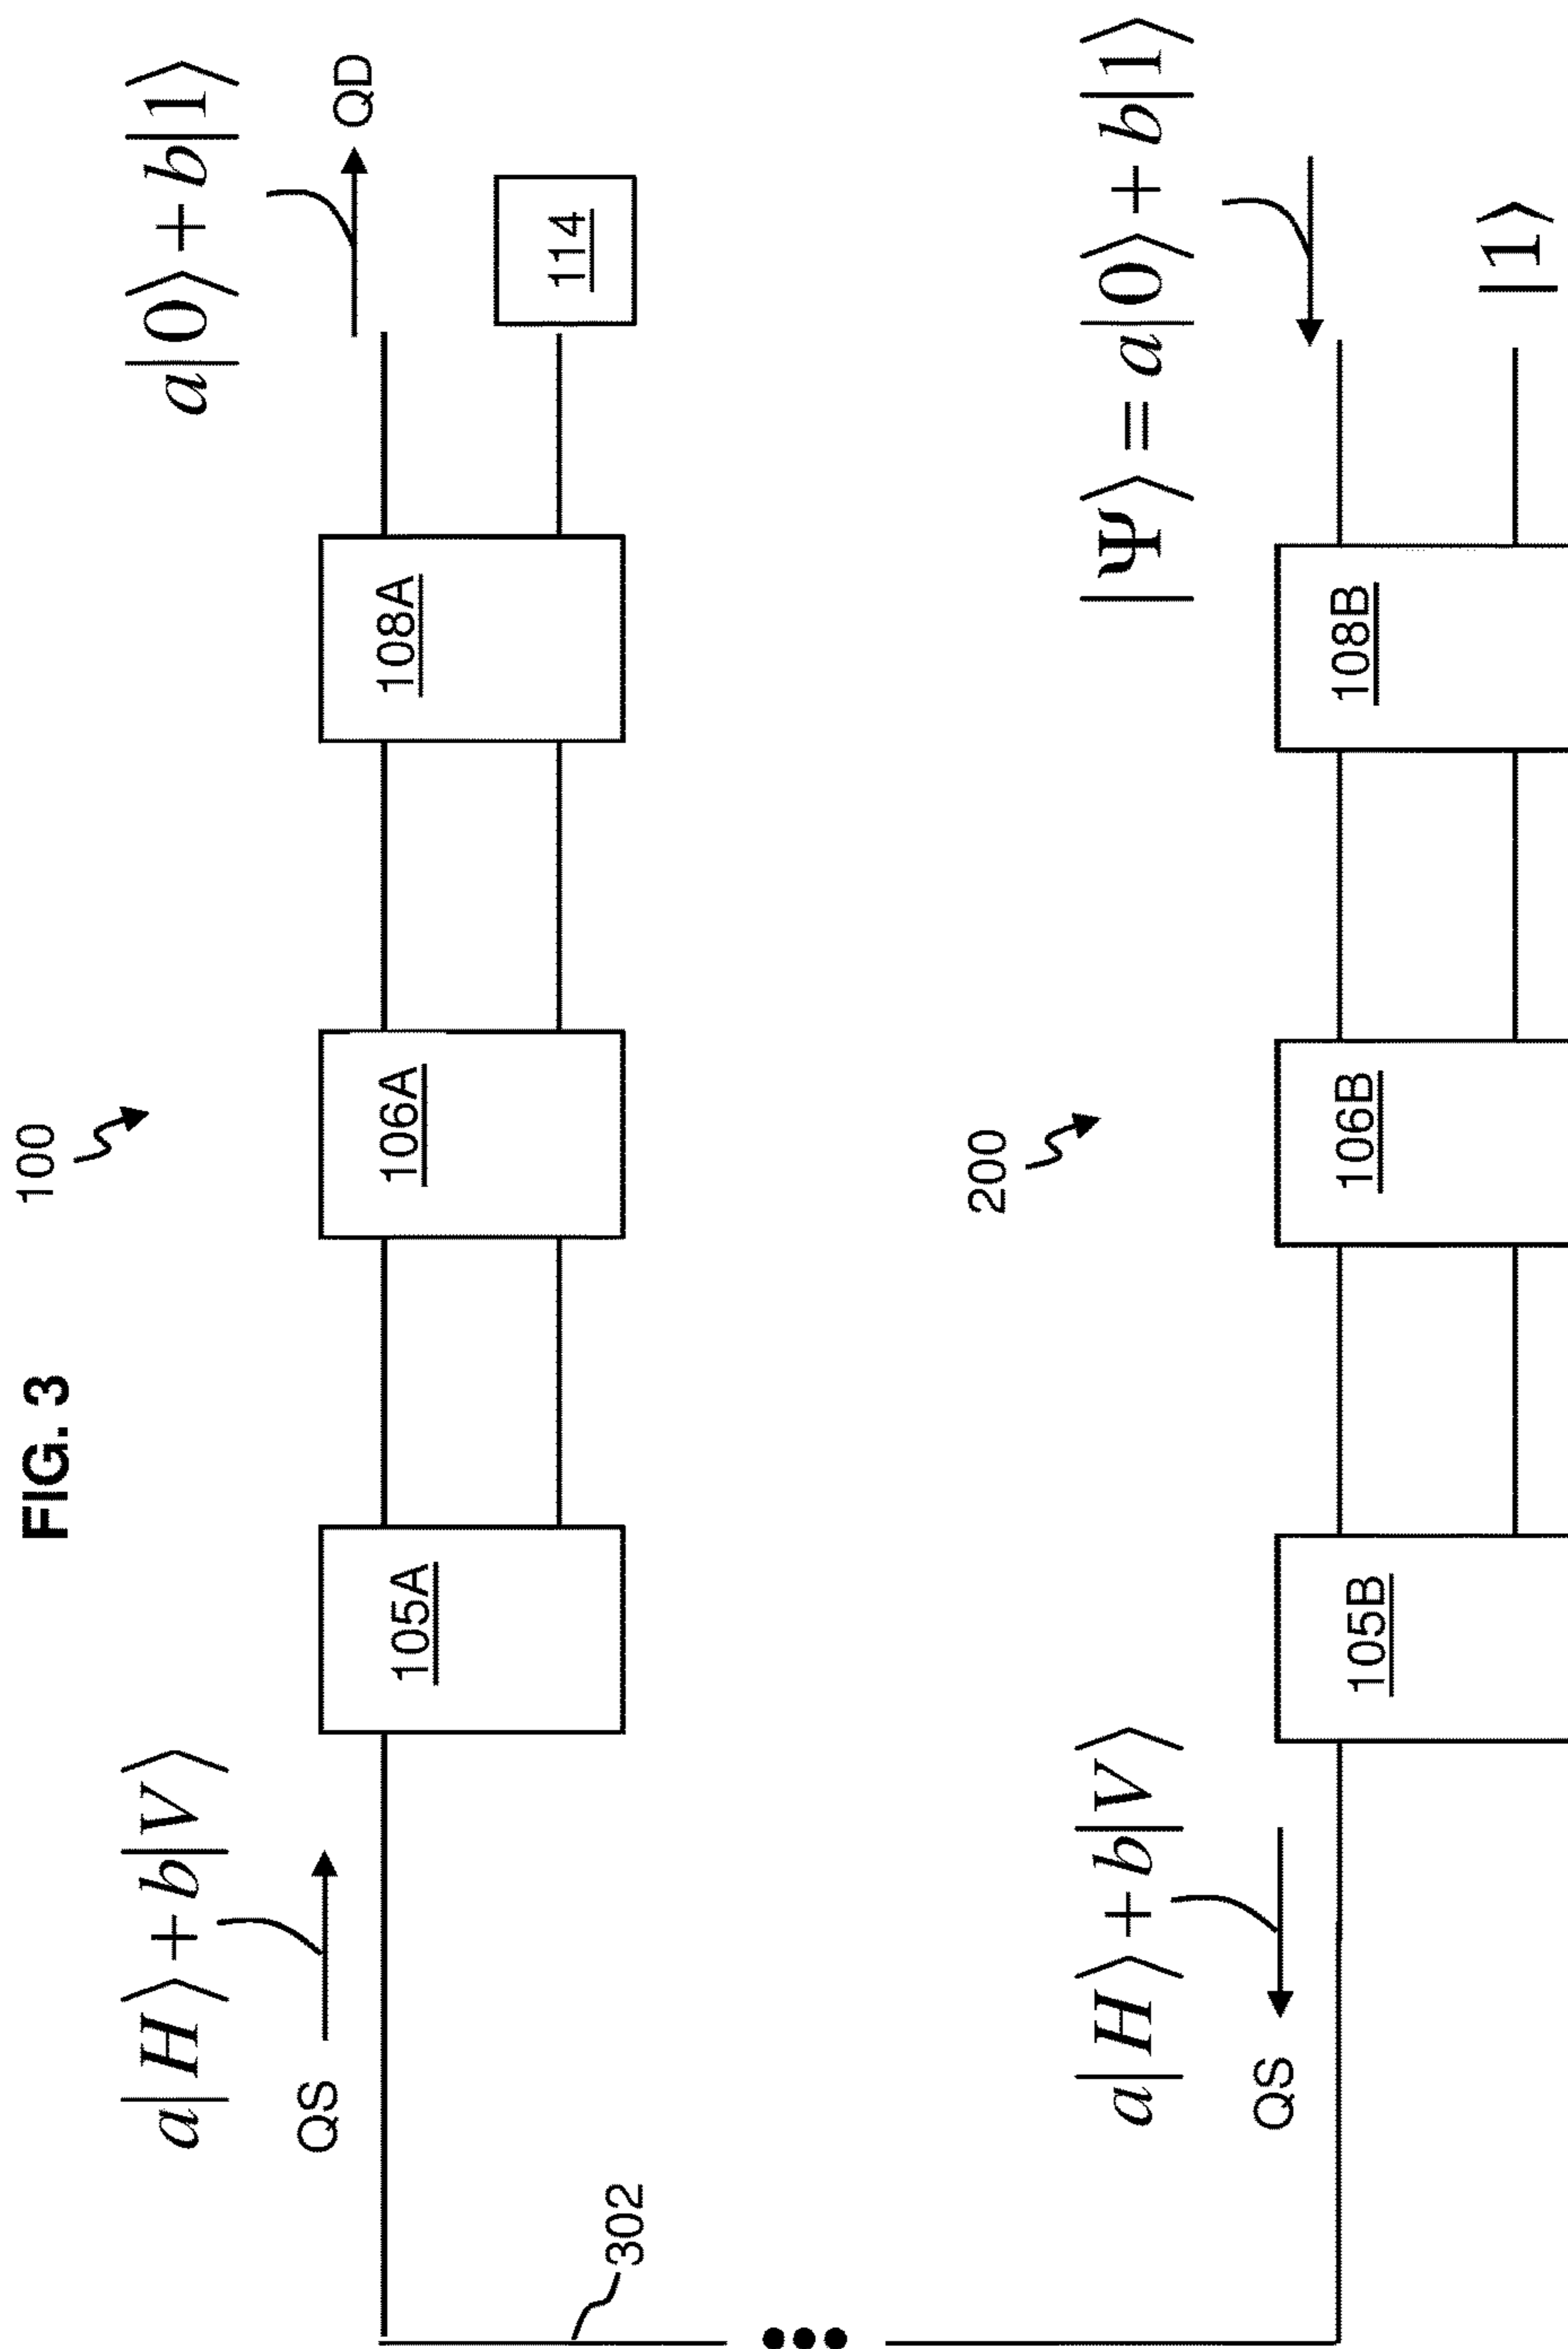 FIG. 3
100
a|H⟩+b|V⟩
QS
105A
106A
108A
a|0⟩+b|1⟩
QD
114
302
200
a|H⟩+b|V⟩
QS
105B
106B
108B
|Ψ⟩=a|0⟩+b|1⟩
|1⟩